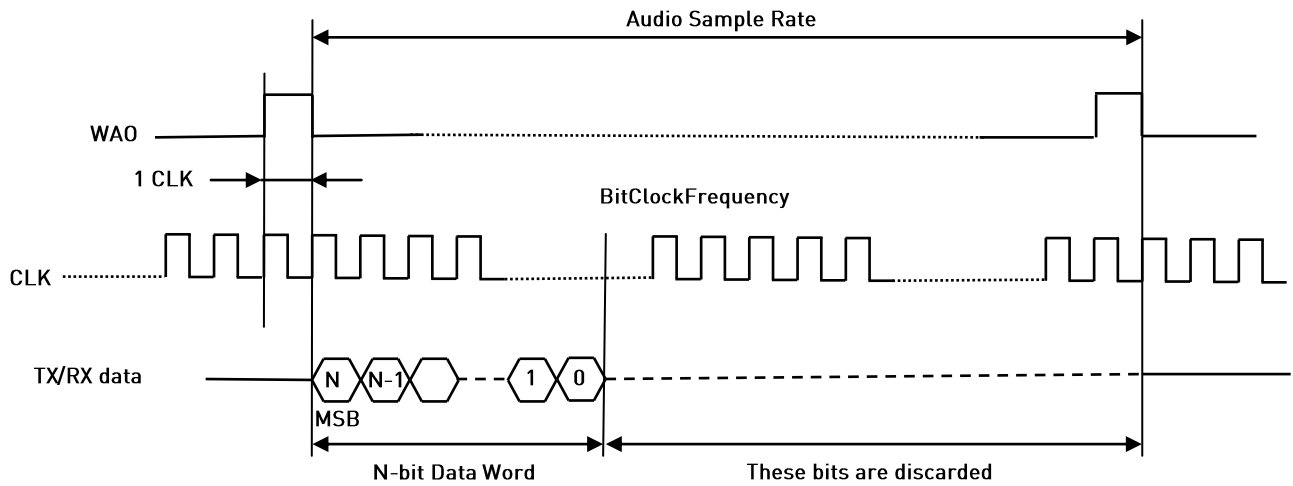 Audio Sample Rate
WAO
1 CLK
BitClockFrequency
CLK
TX/RX data
N N-1 1 0
MSB
N-bit Data Word
These bits are discarded